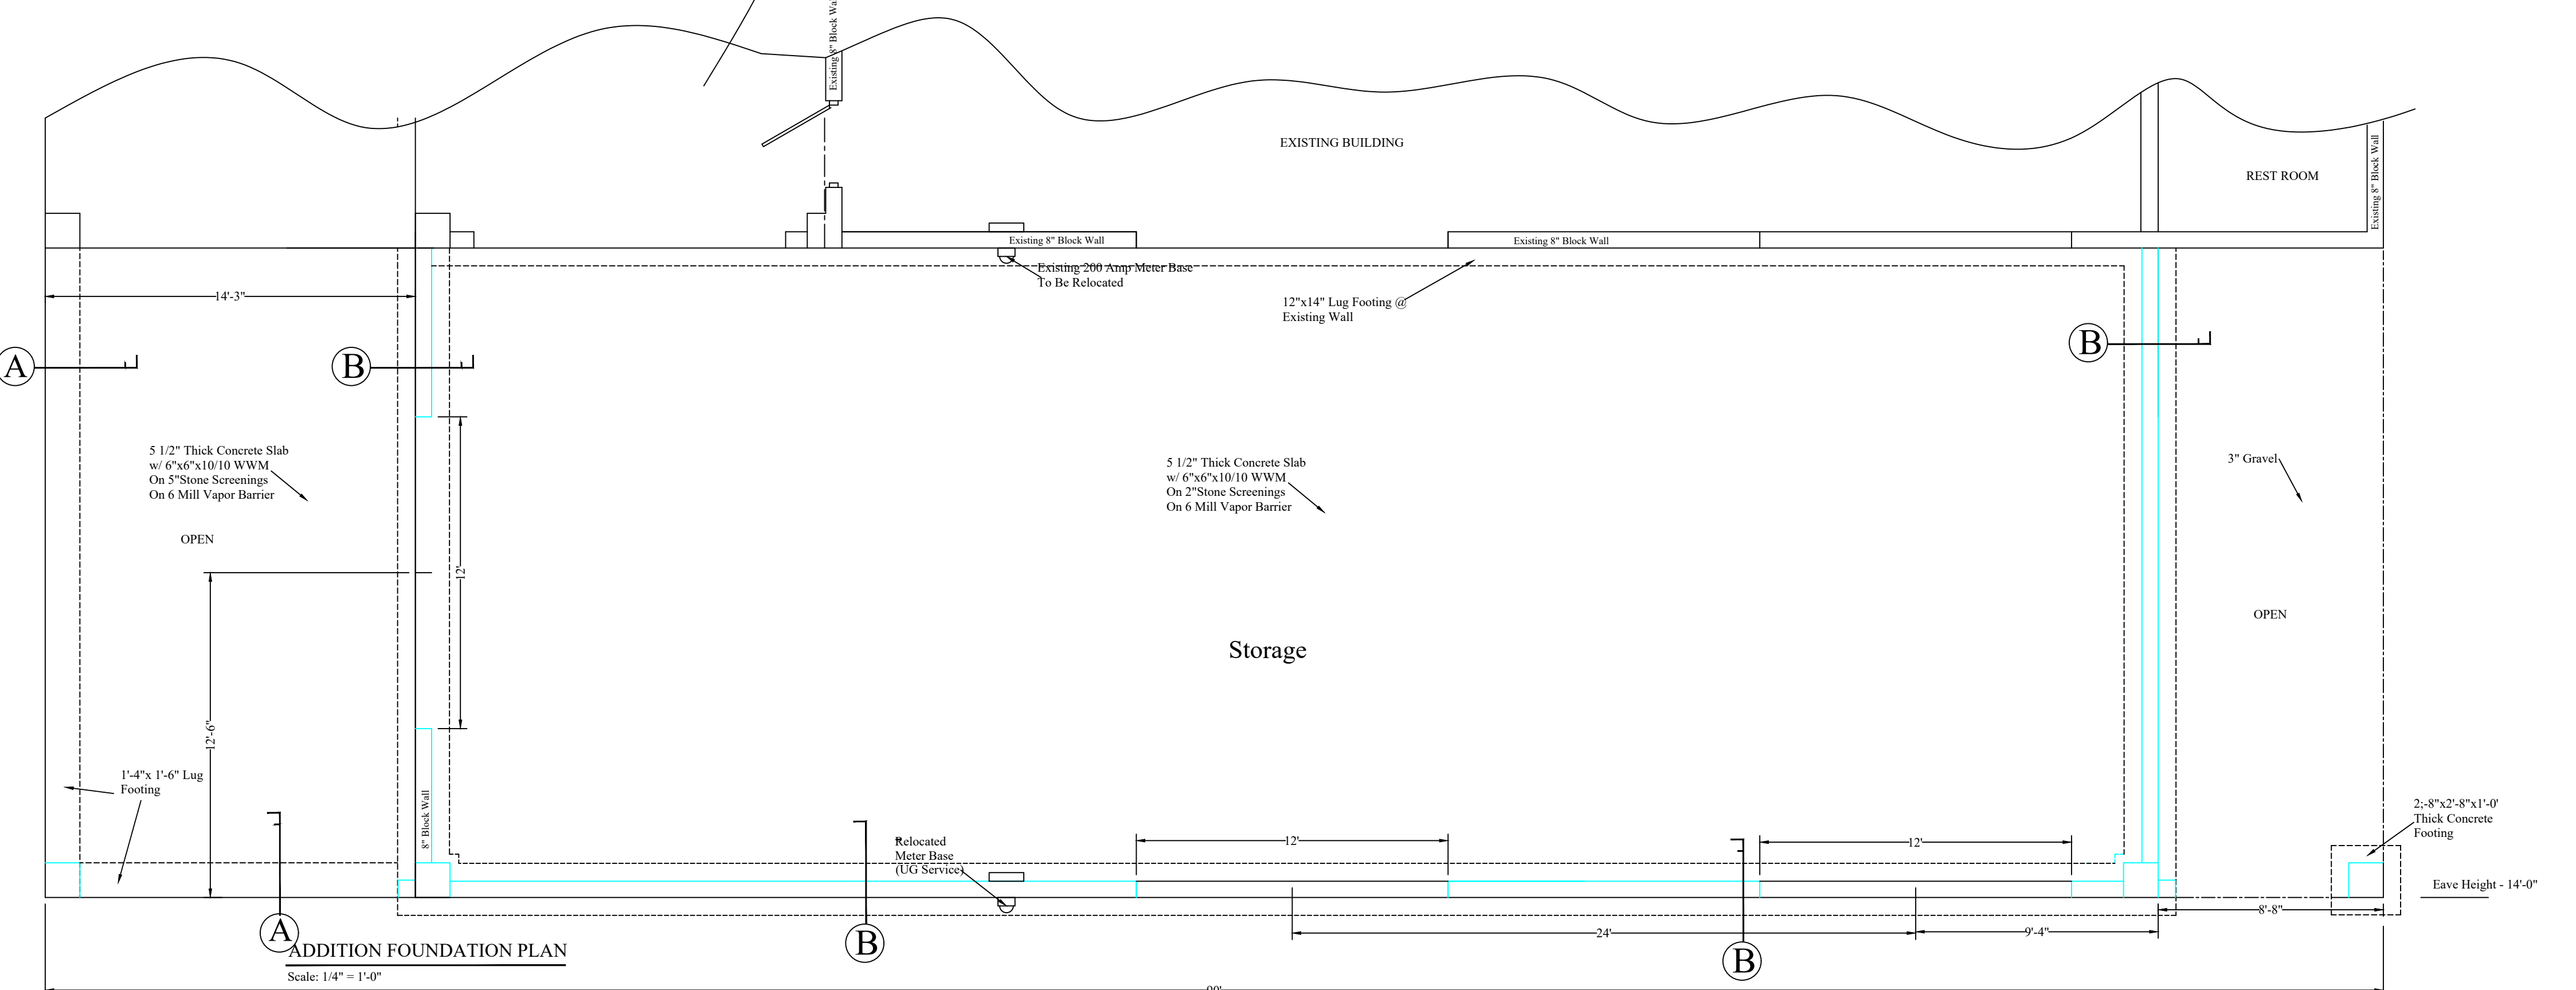 Existing 8" Block Wall
EXISTING BUILDING
REST ROOM
Existing 8" Block Wall
Existing 8" Block Wall
Existing 8" Block Wall
Existing 200 Amp Meter Base
To Be Relocated
14'-3"
12"x14" Lug Footing @
Existing Wall
A
B
B
5 1/2" Thick Concrete Slab
w/ 6"x6"x10/10 WWM
On 5"Stone Screenings
On 6 Mill Vapor Barrier
5 1/2" Thick Concrete Slab
w/ 6"x6"x10/10 WWM
On 2"Stone Screenings
On 6 Mill Vapor Barrier
3" Gravel
OPEN
12'
OPEN
Storage
12'-6"
1'-4"x 1'-6" Lug
Footing
8" Block Wall
2;-8"x2'-8"x1'-0'
Thick Concrete
Footing
Relocated
Meter Base
(UG Service)
12'
12'
Eave Height - 14'-0"
8'-8"
A
B
24'
9'-4"
B
ADDITION FOUNDATION PLAN
Scale: 1/4" = 1'-0"